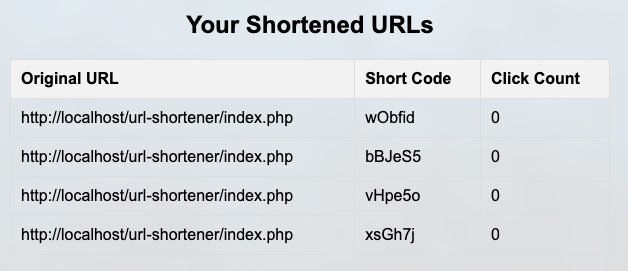 Your Shortened URLs
Original URL Short Code Click Count
http://localhost/url-shortener/index.php wObfid 0
http://localhost/url-shortener/index.php bBJeS5 0
http://localhost/url-shortener/index.php vHpe5o 0
http://localhost/url-shortener/index.php xsGh7j 0